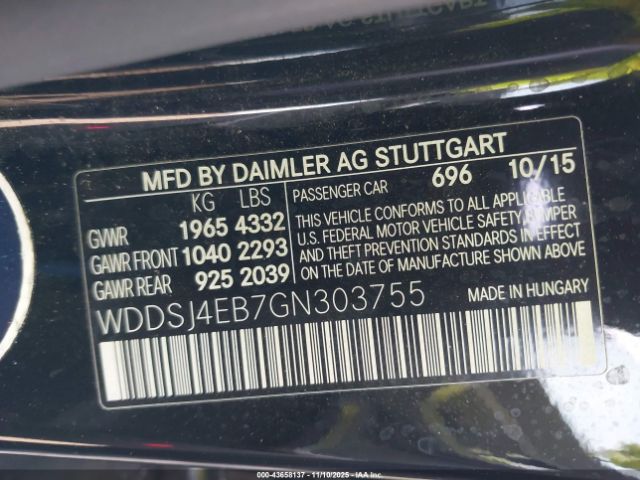 MFD BY DAIMLER AG STUTTGART
KG LBS
GVWR 1965 4332
GAWR FRONT 1040 2293
GAWR REAR 925 2039
PASSENGER CAR 696 10/15
THIS VEHICLE CONFORMS TO ALL APPLICABLE
U.S. FEDERAL MOTOR VEHICLE SAFETY, BUMPER
AND THEFT PREVENTION STANDARDS IN EFFECT
ON THE DATE OF MANUFACTURE SHOWN ABOVE
WDDSJ4EB7GN303755 MADE IN HUNGARY
000-43658137 - 11/10/2025 - IAA Inc.